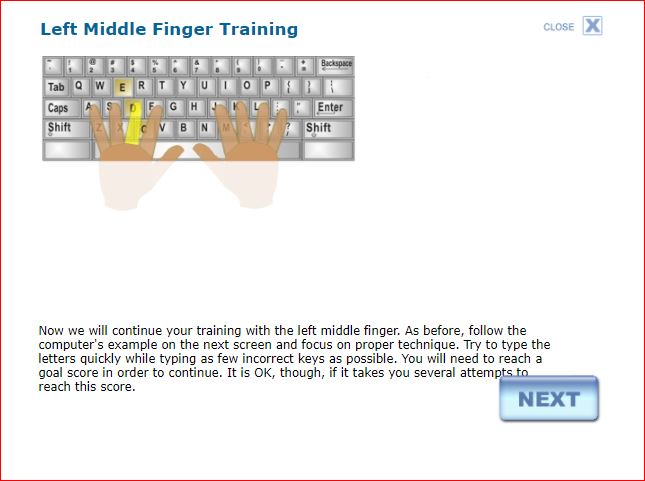 Left Middle Finger Training
CLOSE X
! @ # $ % ^ & * ( ) - + Backspace
1 2 3 4 5 6 7 8 9 0 - =
Tab Q W E R T Y U I O P { } |
Caps A S D F G H J K L : " Enter
Shift Z X C V B N M < > ? Shift
Now we will continue your training with the left middle finger. As before, follow the
computer's example on the next screen and focus on proper technique. Try to type the
letters quickly while typing as few incorrect keys as possible. You will need to reach a
goal score in order to continue. It is OK, though, if it takes you several attempts to
reach this score.
NEXT